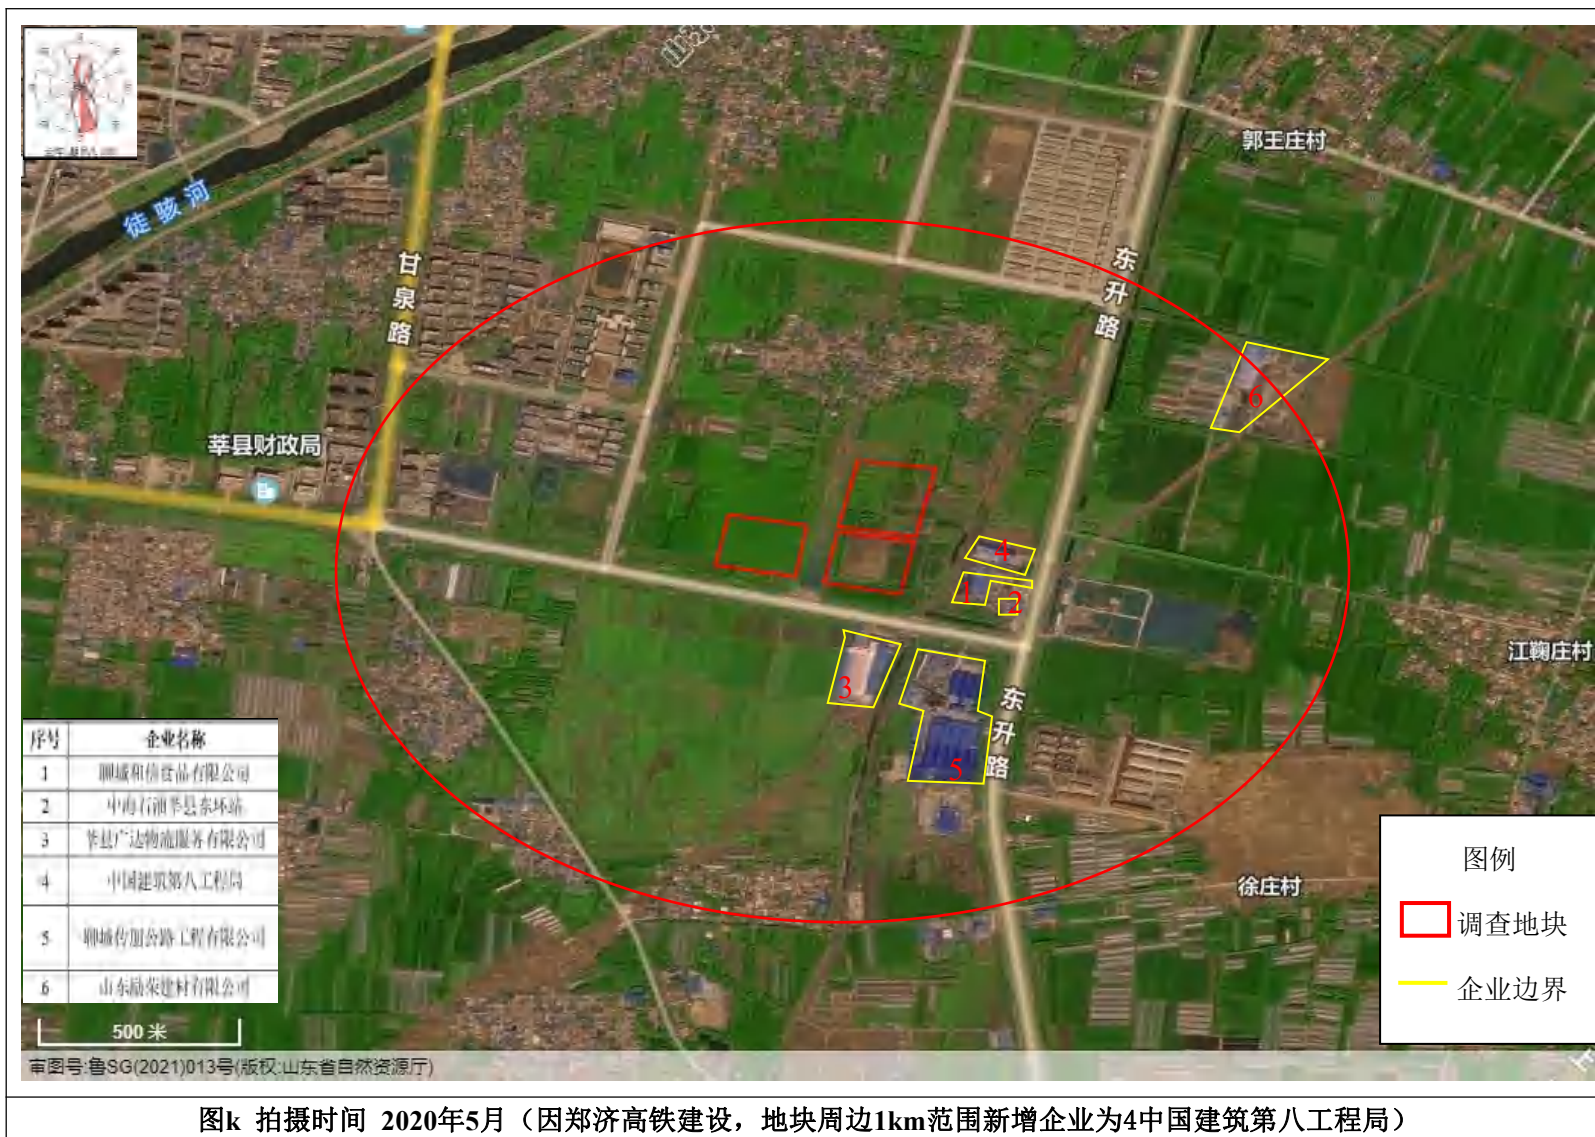 郭王庄村
徒骇河
甘泉路
东升路
6
莘县财政局
4
1
2
江鞠庄村
3
东升路
5
徐庄村
序号 企业名称
1 聊城和信食品有限公司
2 中海石油莘县东环站
3 莘县广达物流服务有限公司
4 中国建筑第八工程局
5 聊城传旭公路工程有限公司
6 山东励荣建材有限公司
图例
调查地块
企业边界
500 米
审图号:鲁SG(2021)013号(版权:山东省自然资源厅)
图k 拍摄时间 2020年5月（因郑济高铁建设，地块周边1km范围新增企业为4中国建筑第八工程局）